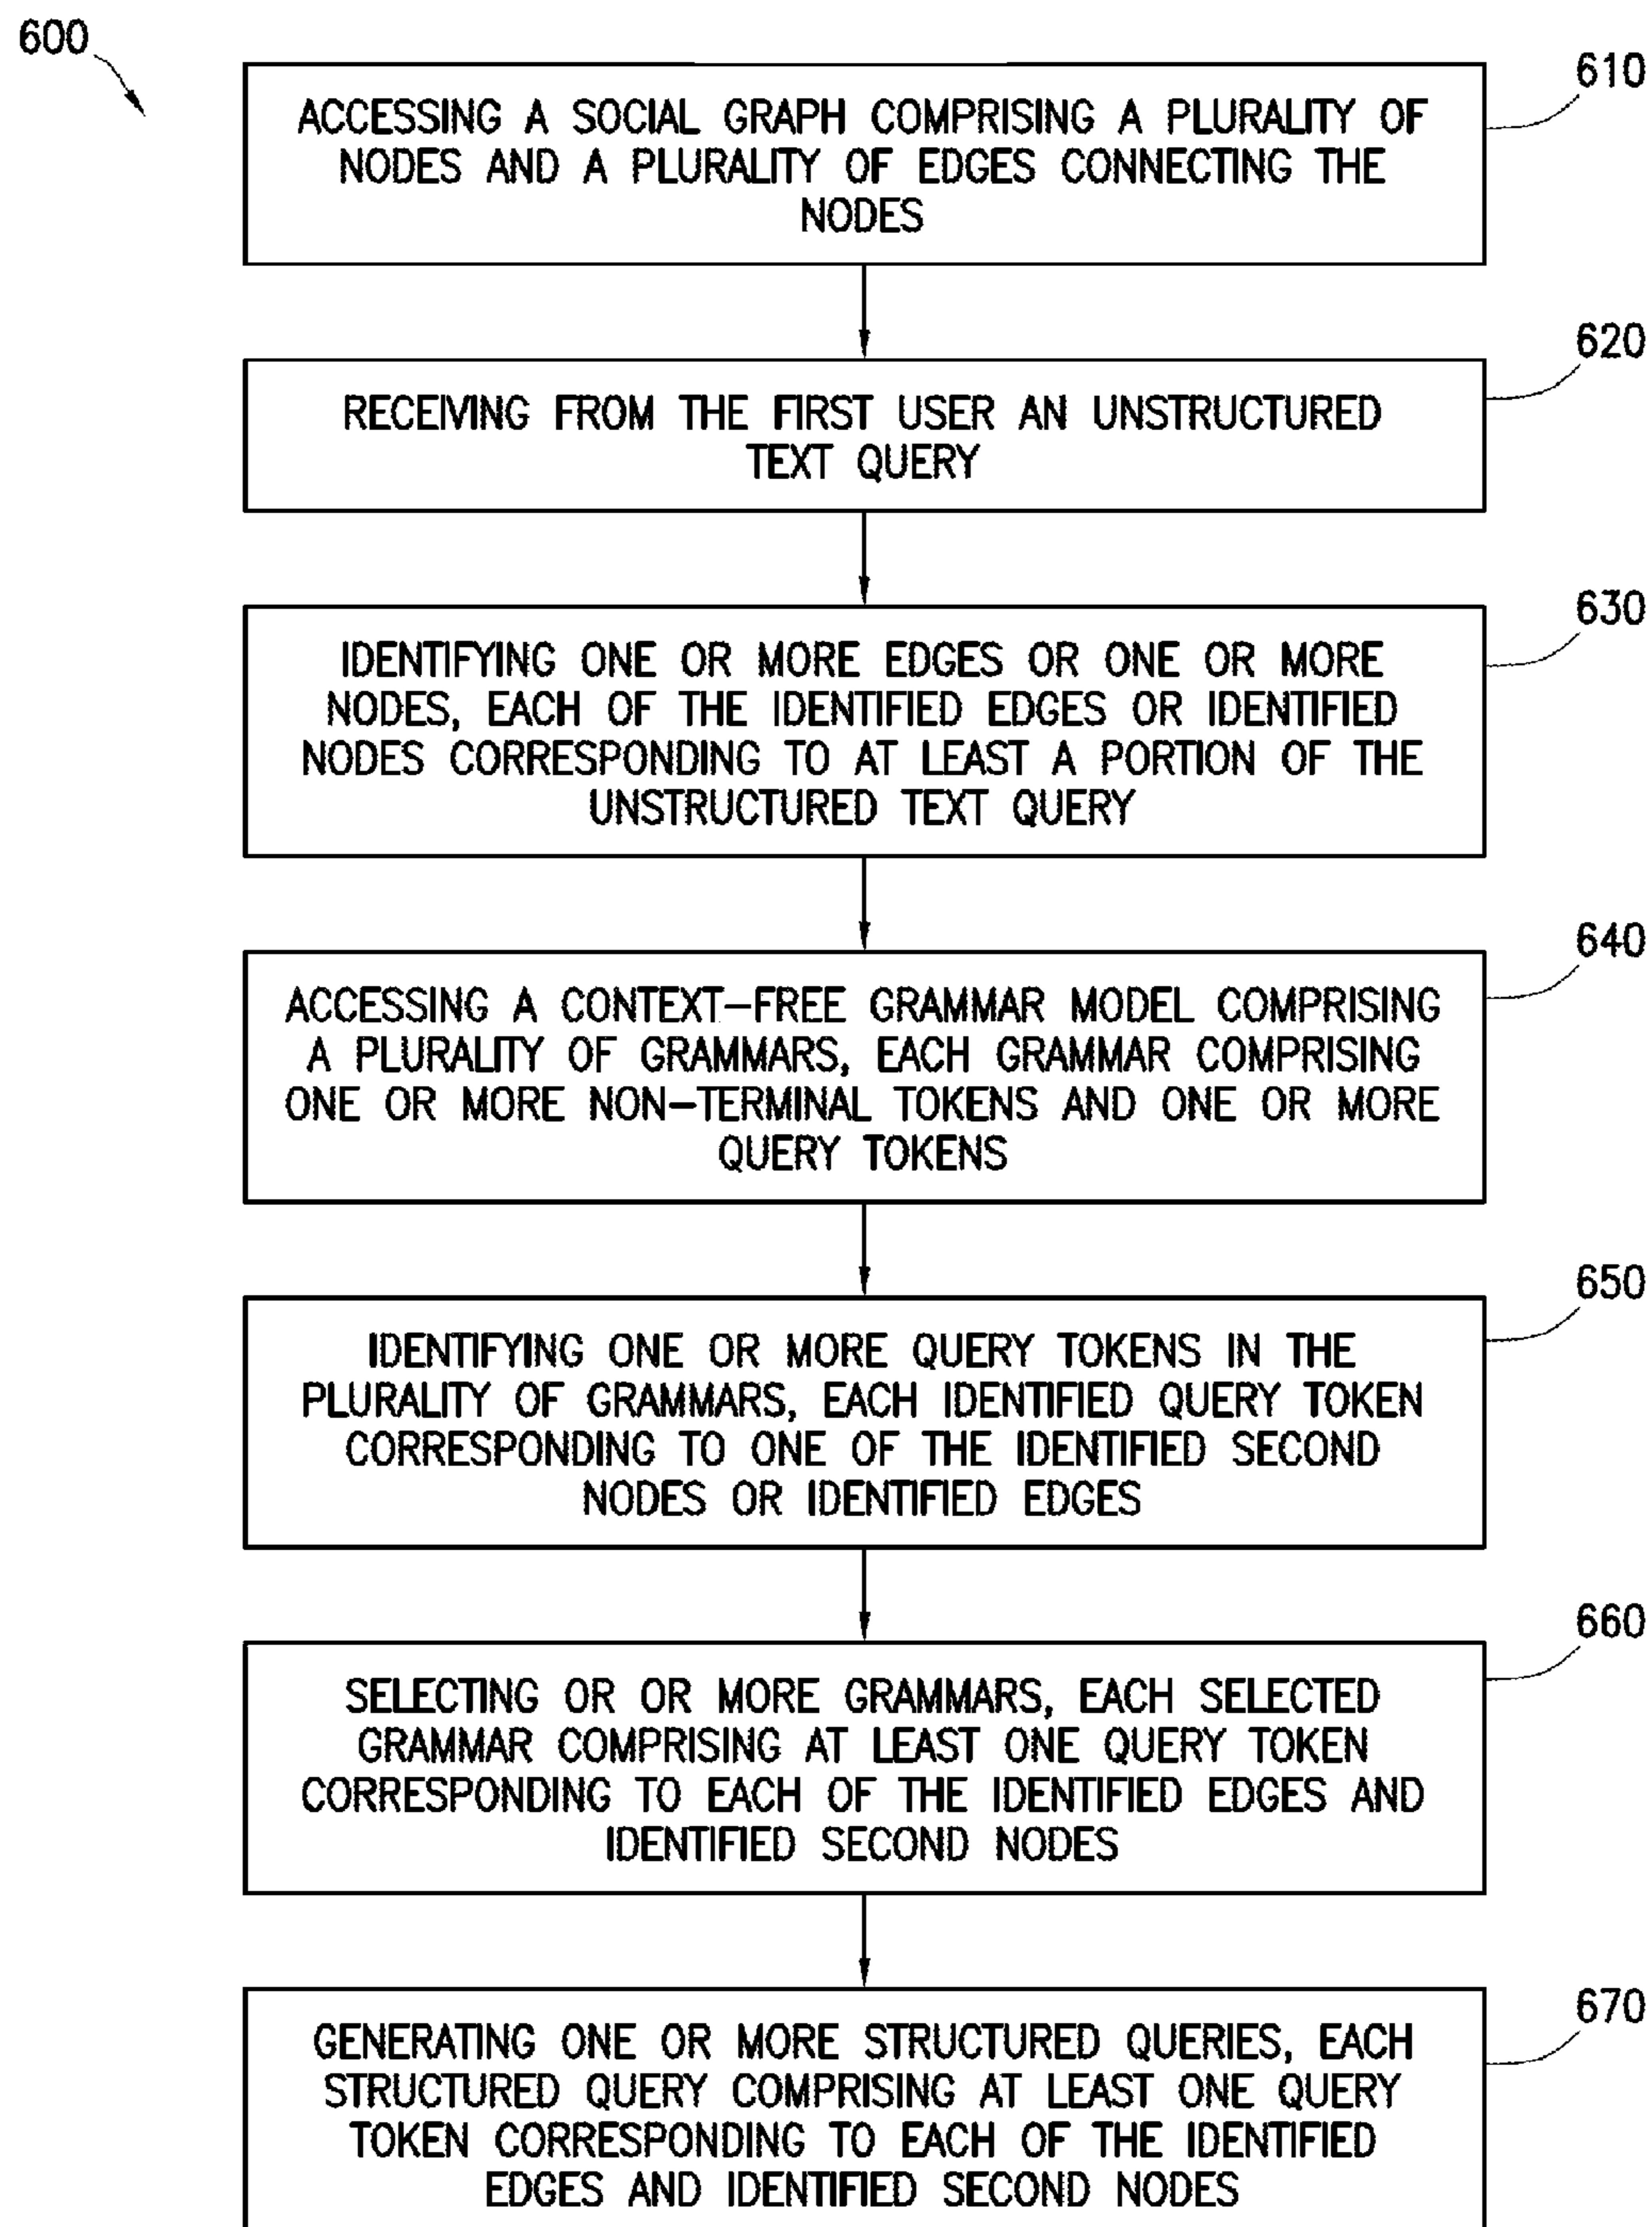 600
610
ACCESSING A SOCIAL GRAPH COMPRISING A PLURALITY OF
NODES AND A PLURALITY OF EDGES CONNECTING THE
NODES
620
RECEIVING FROM THE FIRST USER AN UNSTRUCTURED
TEXT QUERY
630
IDENTIFYING ONE OR MORE EDGES OR ONE OR MORE
NODES, EACH OF THE IDENTIFIED EDGES OR IDENTIFIED
NODES CORRESPONDING TO AT LEAST A PORTION OF THE
UNSTRUCTURED TEXT QUERY
640
ACCESSING A CONTEXT-FREE GRAMMAR MODEL COMPRISING
A PLURALITY OF GRAMMARS, EACH GRAMMAR COMPRISING
ONE OR MORE NON-TERMINAL TOKENS AND ONE OR MORE
QUERY TOKENS
650
IDENTIFYING ONE OR MORE QUERY TOKENS IN THE
PLURALITY OF GRAMMARS, EACH IDENTIFIED QUERY TOKEN
CORRESPONDING TO ONE OF THE IDENTIFIED SECOND
NODES OR IDENTIFIED EDGES
660
SELECTING OR OR MORE GRAMMARS, EACH SELECTED
GRAMMAR COMPRISING AT LEAST ONE QUERY TOKEN
CORRESPONDING TO EACH OF THE IDENTIFIED EDGES AND
IDENTIFIED SECOND NODES
670
GENERATING ONE OR MORE STRUCTURED QUERIES, EACH
STRUCTURED QUERY COMPRISING AT LEAST ONE QUERY
TOKEN CORRESPONDING TO EACH OF THE IDENTIFIED
EDGES AND IDENTIFIED SECOND NODES